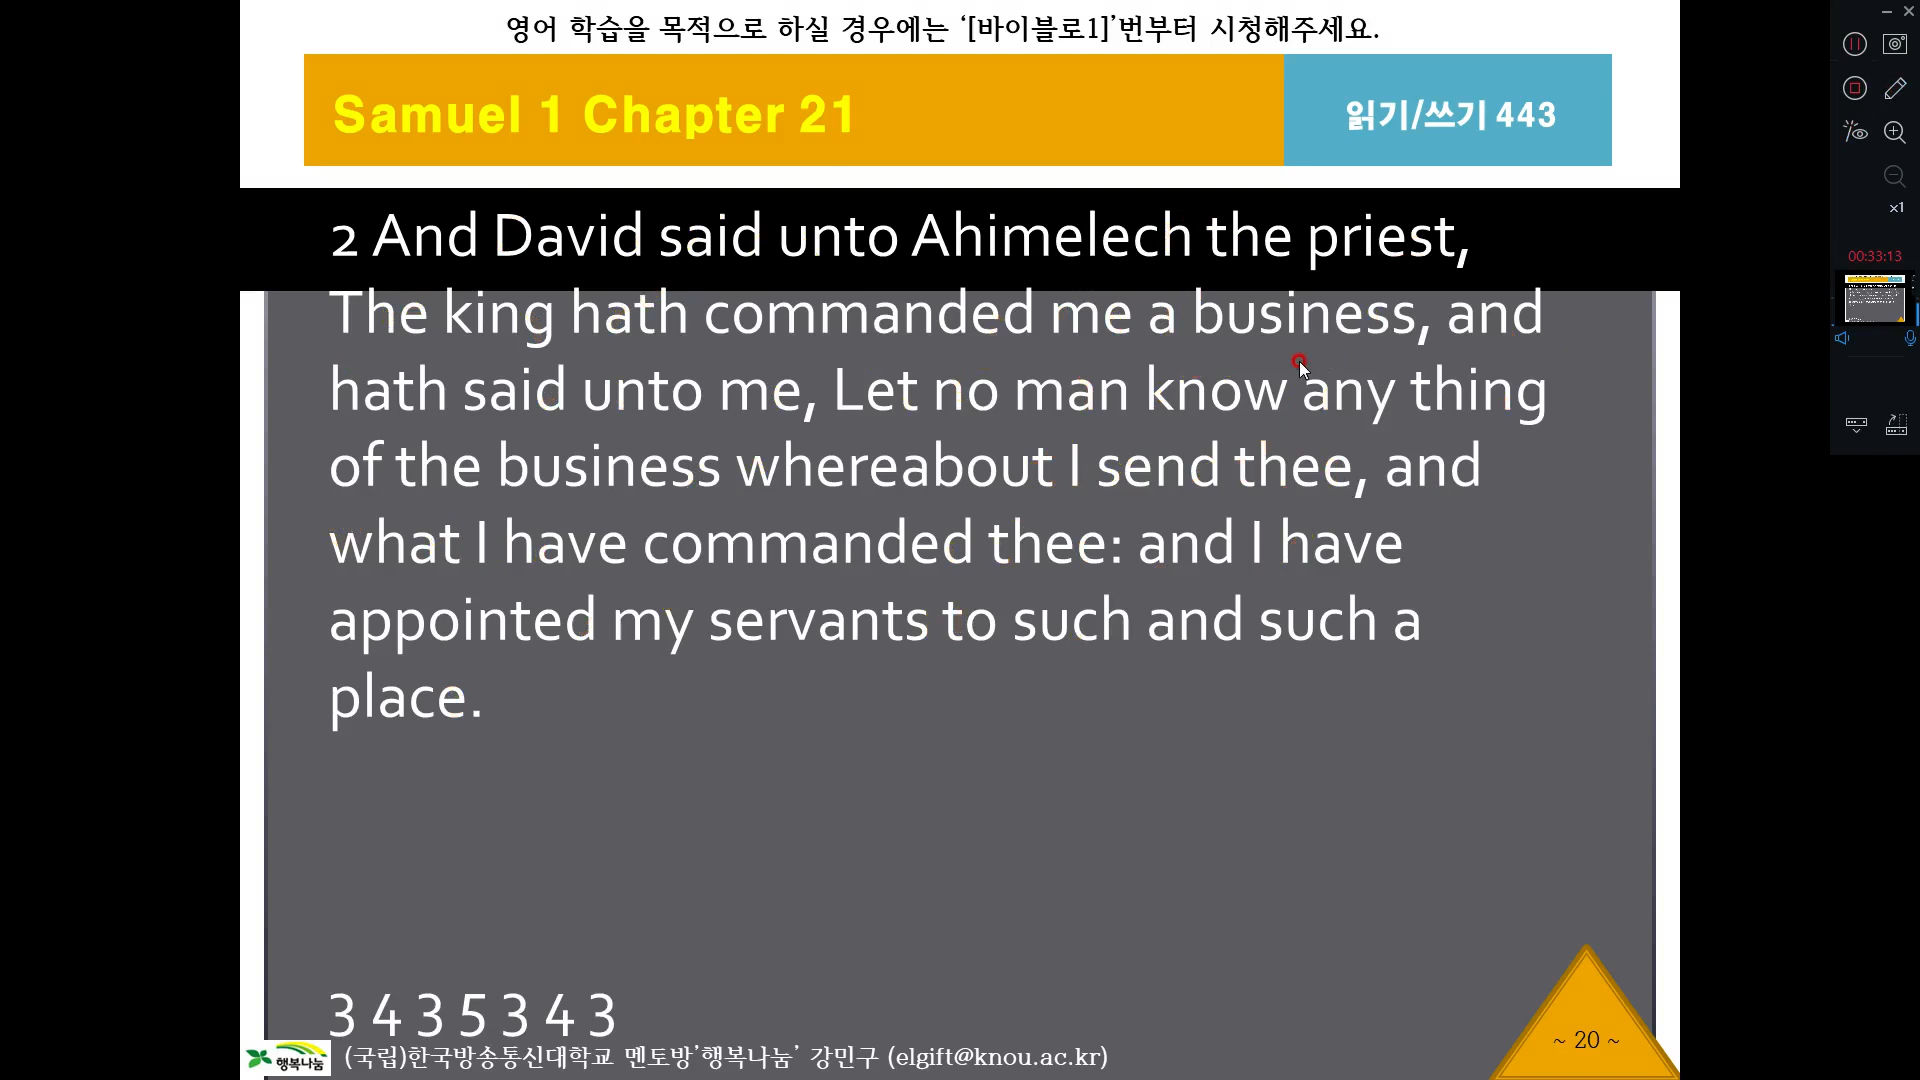 영어 학습을 목적으로 하실 경우에는 ‘[바이블로1]’번부터 시청해주세요.
Samuel 1 Chapter 21
읽기/쓰기 443
2 And David said unto Ahimelech the priest,
The king hath commanded me a business, and
hath said unto me, Let no man know any thing
of the business whereabout I send thee, and
what I have commanded thee: and I have
appointed my servants to such and such a
place.
3 4 3 5 3 4 3
행복나눔
(국립)한국방송통신대학교 멘토방’행복나눔’ 강민구 (elgift@knou.ac.kr)
~ 20 ~
x1
00:33:13